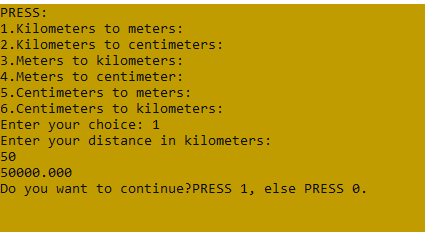 PRESS:
1.Kilometers to meters:
2.Kilometers to centimeters:
3.Meters to kilometers:
4.Meters to centimeter:
5.Centimeters to meters:
6.Centimeters to kilometers:
Enter your choice: 1
Enter your distance in kilometers:
50
50000.000
Do you want to continue?PRESS 1, else PRESS 0.